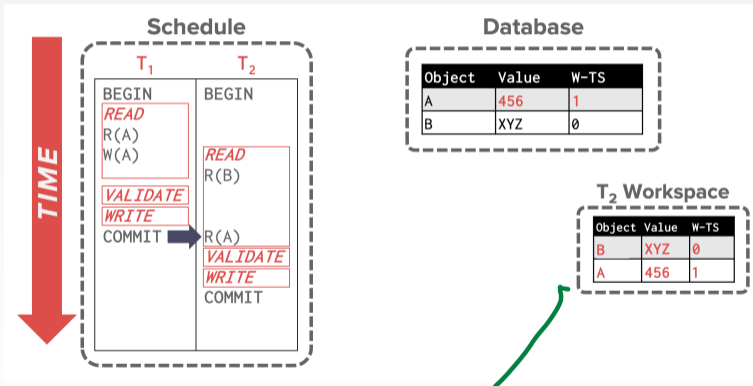 Schedule
Database
T1 T2
BEGIN BEGIN
READ
R(A)
W(A) READ
R(B)
VALIDATE
WRITE
COMMIT R(A)
VALIDATE
WRITE
COMMIT
TIME
Object Value W-TS
A 456 1
B XYZ 0
T2 Workspace
Object Value W-TS
B XYZ 0
A 456 1